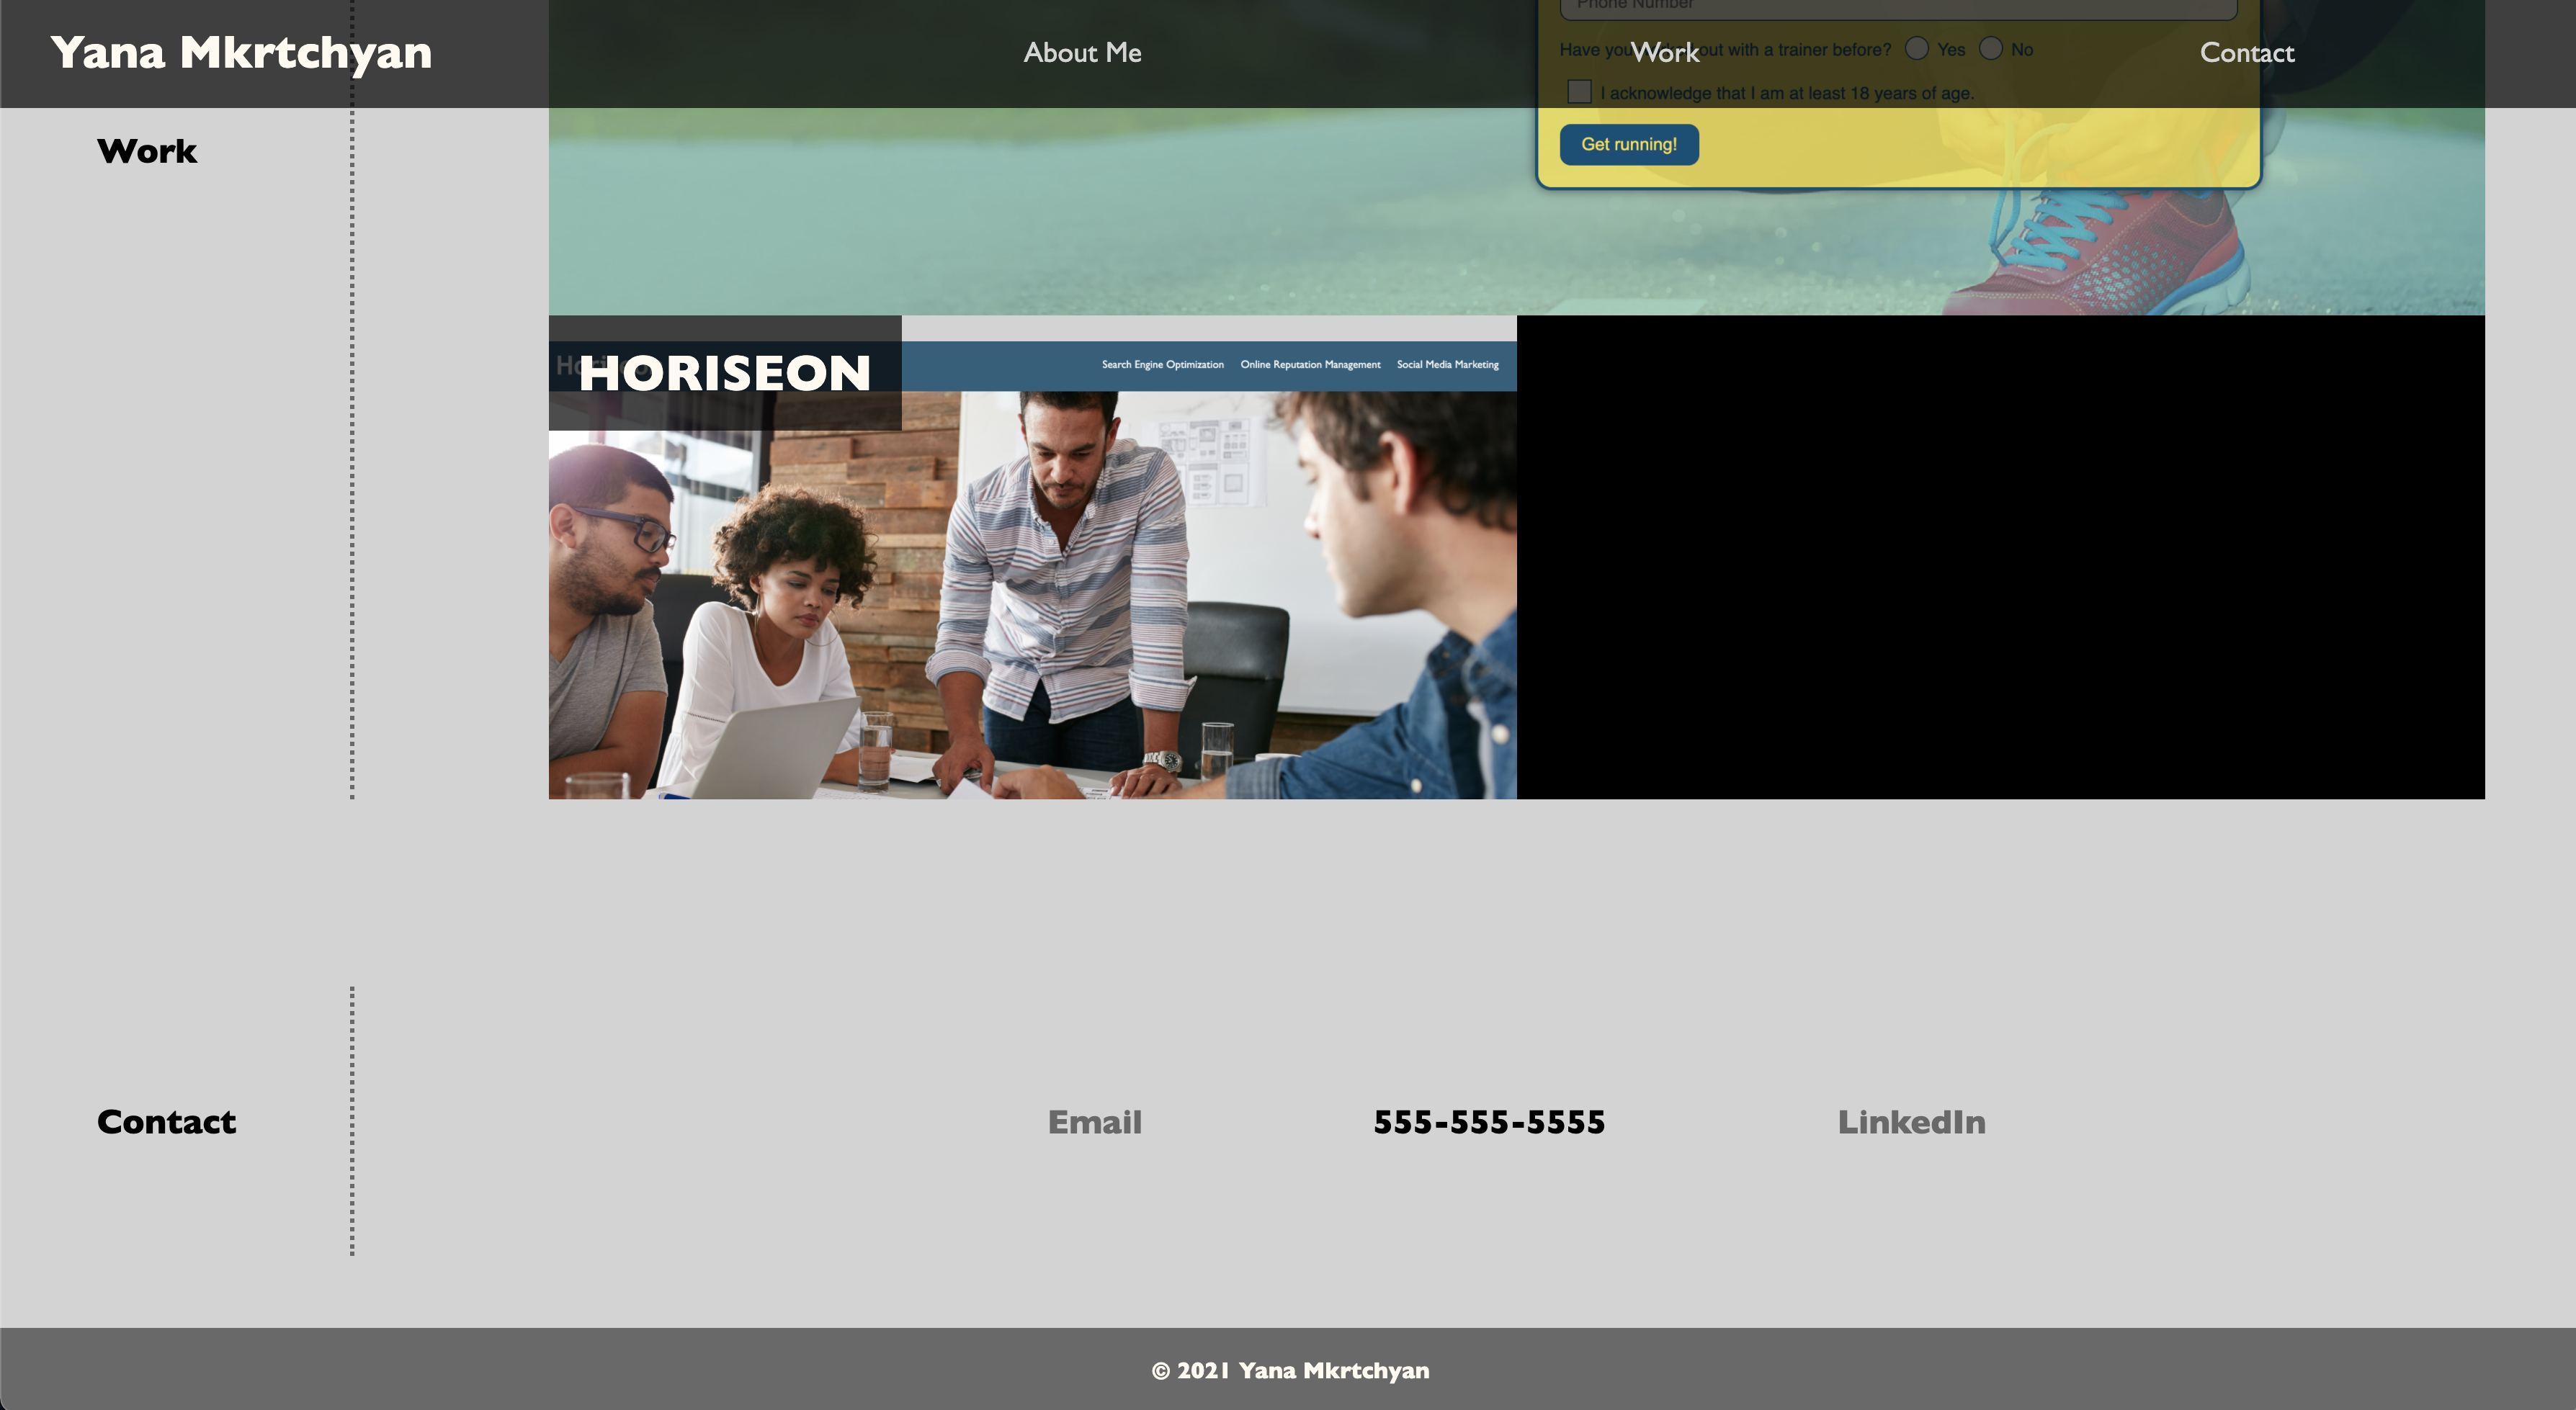 Yana Mkrtchyan
About Me
Work
Contact
Phone Number
Have you out with a trainer before? Yes No
I acknowledge that I am at least 18 years of age.
Get running!
Work
HORISEON
Search Engine Optimization Online Reputation Management Social Media Marketing
Contact
Email
555-555-5555
LinkedIn
© 2021 Yana Mkrtchyan